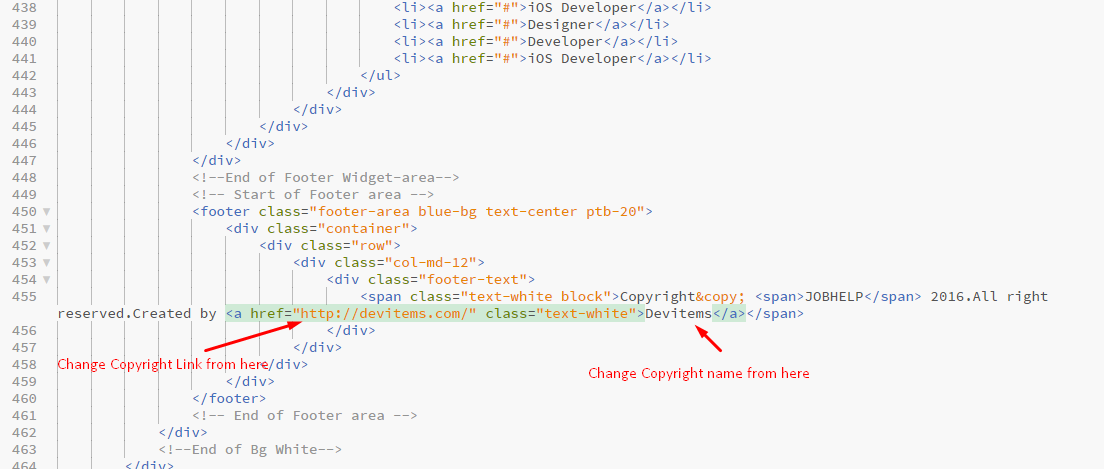 438 <li><a href="#">iOS Developer</a></li>
439 <li><a href="#">Designer</a></li>
440 <li><a href="#">Developer</a></li>
441 <li><a href="#">iOS Developer</a></li>
442 </ul>
443 </div>
444 </div>
445 </div>
446 </div>
447 </div>
448 <!--End of Footer Widget-area-->
449 <!-- Start of Footer area -->
450 <footer class="footer-area blue-bg text-center ptb-20">
451 <div class="container">
452 <div class="row">
453 <div class="col-md-12">
454 <div class="footer-text">
455 <span class="text-white block">Copyright&copy; <span>JOBHELP</span> 2016.All right
reserved.Created by <a href="http://devitems.com/" class="text-white">Devitems</a></span>
456 </div>
457 </div>
Change Copyright Link from here
458 </div>
Change Copyright name from here
459 </div>
460 </footer>
461 <!-- End of Footer area -->
462 </div>
463 <!--End of Bg White-->
464 </div>